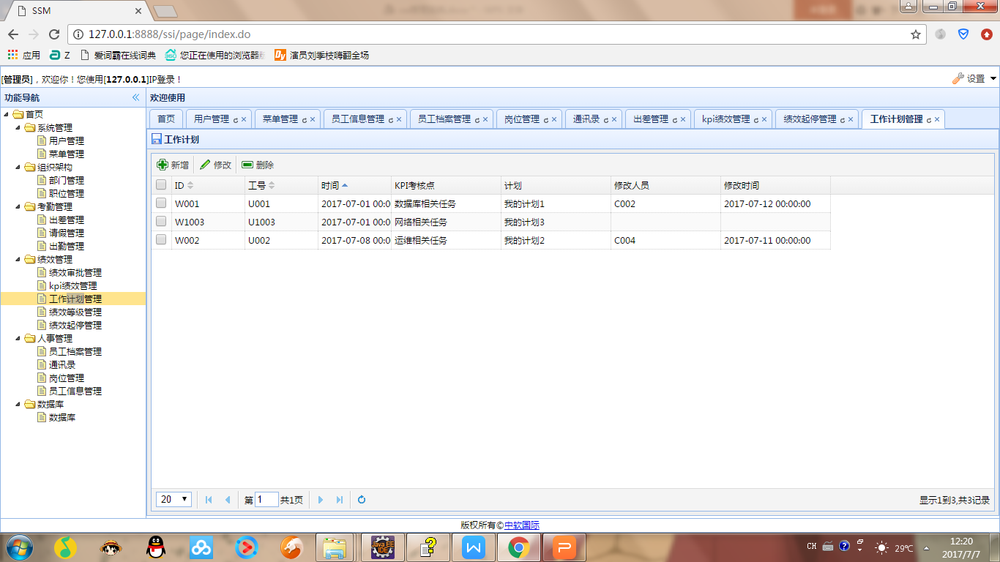 SSM
127.0.0.1:8888/ssi/page/index.do
应用 Z 爱词霸在线词典 您正在使用的浏览器版 演员刘季枝嗨翻全场
[管理员]，欢迎你！您使用[127.0.0.1]IP登录！ 设置
功能导航
欢迎使用
首页 用户管理 菜单管理 员工信息管理 员工档案管理 岗位管理 通讯录 出差管理 kpi绩效管理 绩效起停管理 工作计划管理
首页
系统管理
用户管理
菜单管理
组织架构
部门管理
职位管理
考勤管理
出差管理
请假管理
出勤管理
绩效管理
绩效审批管理
kpi绩效管理
工作计划管理
绩效等级管理
绩效起停管理
人事管理
员工档案管理
通讯录
岗位管理
员工信息管理
数据库
数据库
工作计划
新增 修改 删除
ID 工号 时间 KPI考核点 计划 修改人员 修改时间
W001 U001 2017-07-01 00:0 数据库相关任务 我的计划1 C002 2017-07-12 00:00:00
W1003 U1003 2017-07-01 00:0 网络相关任务 我的计划3
W002 U002 2017-07-08 00:0 运维相关任务 我的计划2 C004 2017-07-11 00:00:00
20 第 1 共1页 显示1到3,共3记录
版权所有©中软国际
Java EE IDE
CH 29℃ 12:20
2017/7/7